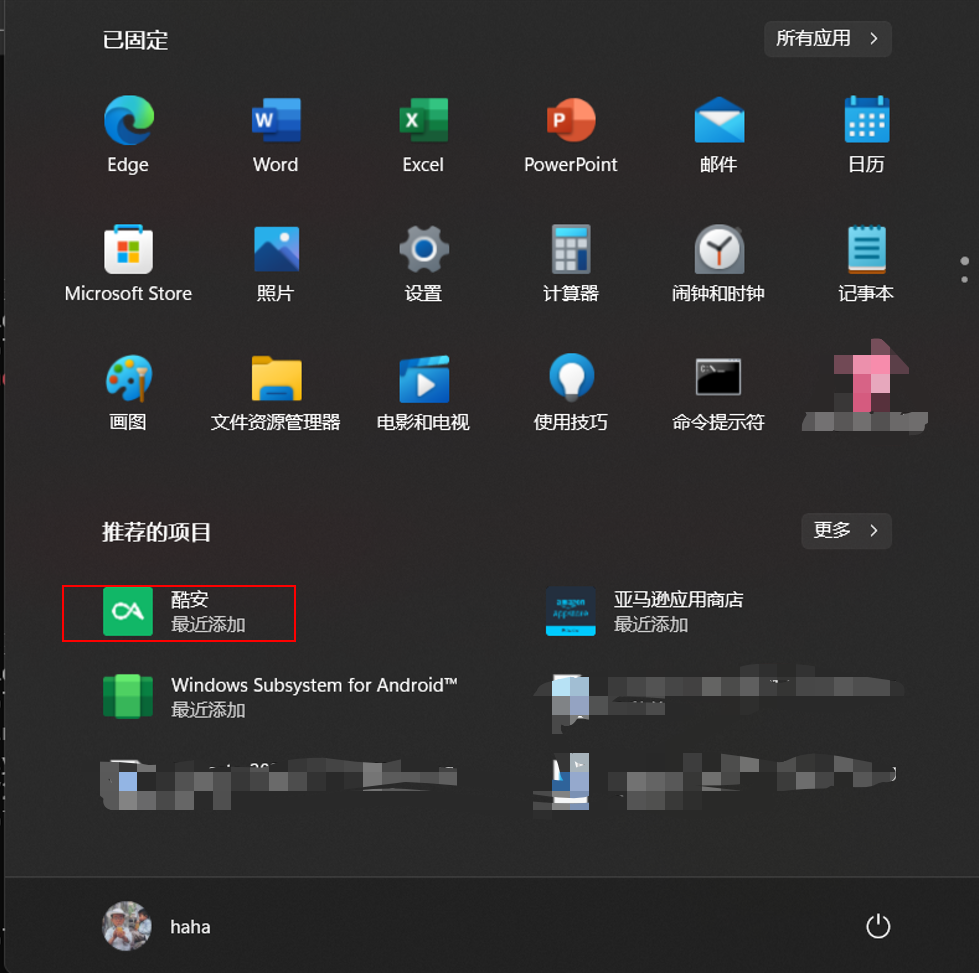 已固定
所有应用
Edge
Word
Excel
PowerPoint
邮件
日历
Microsoft Store
照片
设置
计算器
闹钟和时钟
记事本
画图
文件资源管理器
电影和电视
使用技巧
命令提示符
推荐的项目
更多
酷安
最近添加
亚马逊应用商店
最近添加
Windows Subsystem for Android™
最近添加
haha